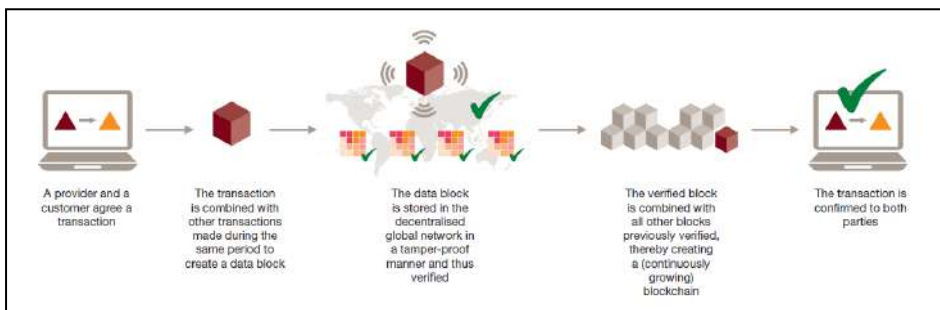 A provider and a
customer agree a
transaction
The transaction
is combined with
other transactions
made during the
same period to
create a data block
The data block
is stored in the
decentralised
global network in
a tamper-proof
manner and thus
verified
The verified block
is combined with
all other blocks
previously verified,
thereby creating
a (continuously
growing)
blockchain
The transaction is
confirmed to both
parties